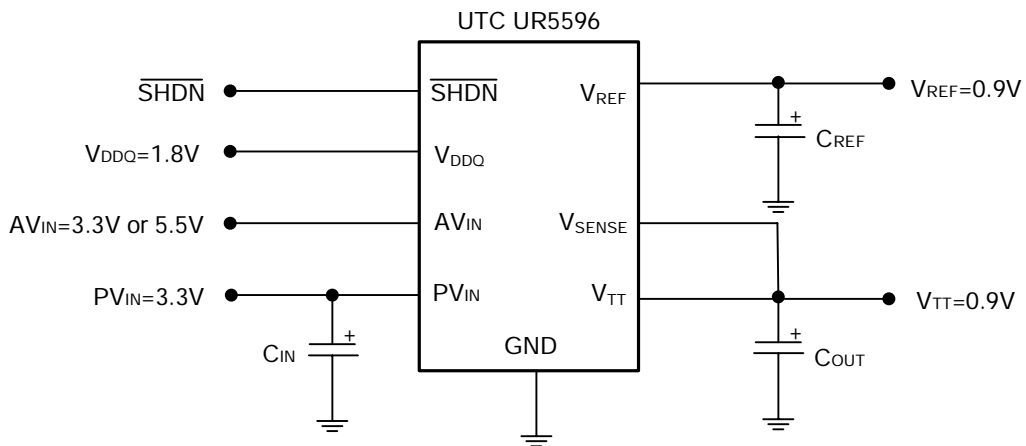 UTC UR5596
SHDN
SHDN
VREF
VREF=0.9V
CREF
VDDQ=1.8V
VDDQ
AVIN=3.3V or 5.5V
AVIN
VSENSE
PVIN=3.3V
PVIN
VTT
VTT=0.9V
+
+
+
CIN
GND
COUT